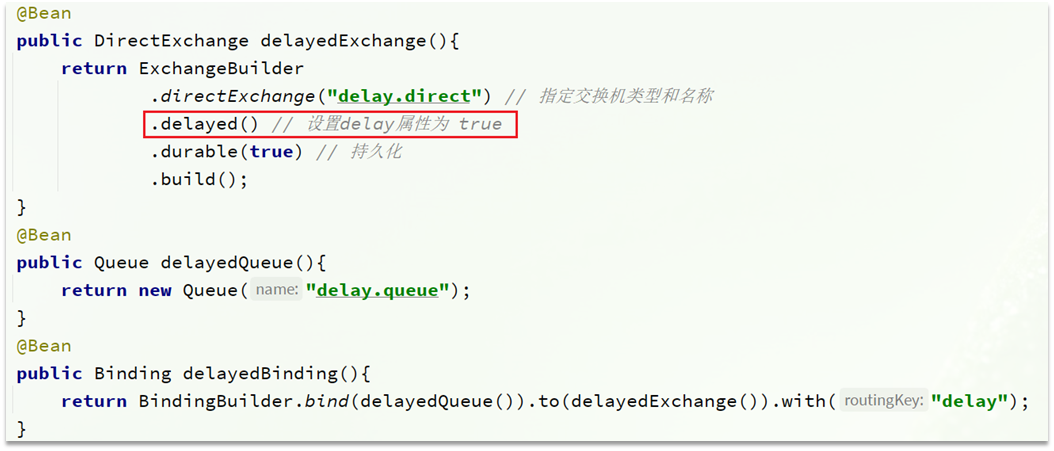 @Bean
public DirectExchange delayedExchange(){
    return ExchangeBuilder
            .directExchange("delay.direct") // 指定交换机类型和名称
            .delayed() // 设置delay属性为 true
            .durable(true) // 持久化
            .build();
}
@Bean
public Queue delayedQueue(){
    return new Queue( name: "delay.queue");
}
@Bean
public Binding delayedBinding(){
    return BindingBuilder.bind(delayedQueue()).to(delayedExchange()).with( routingKey: "delay");
}